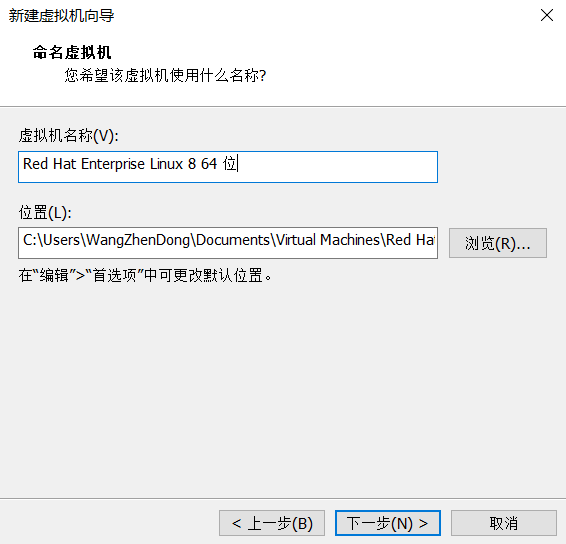 新建虚拟机向导
命名虚拟机
您希望该虚拟机使用什么名称?
虚拟机名称(V):
Red Hat Enterprise Linux 8 64 位
位置(L):
C:\Users\WangZhenDong\Documents\Virtual Machines\Red Ha
浏览(R)...
在“编辑”>“首选项”中可更改默认位置。
< 上一步(B)
下一步(N) >
取消